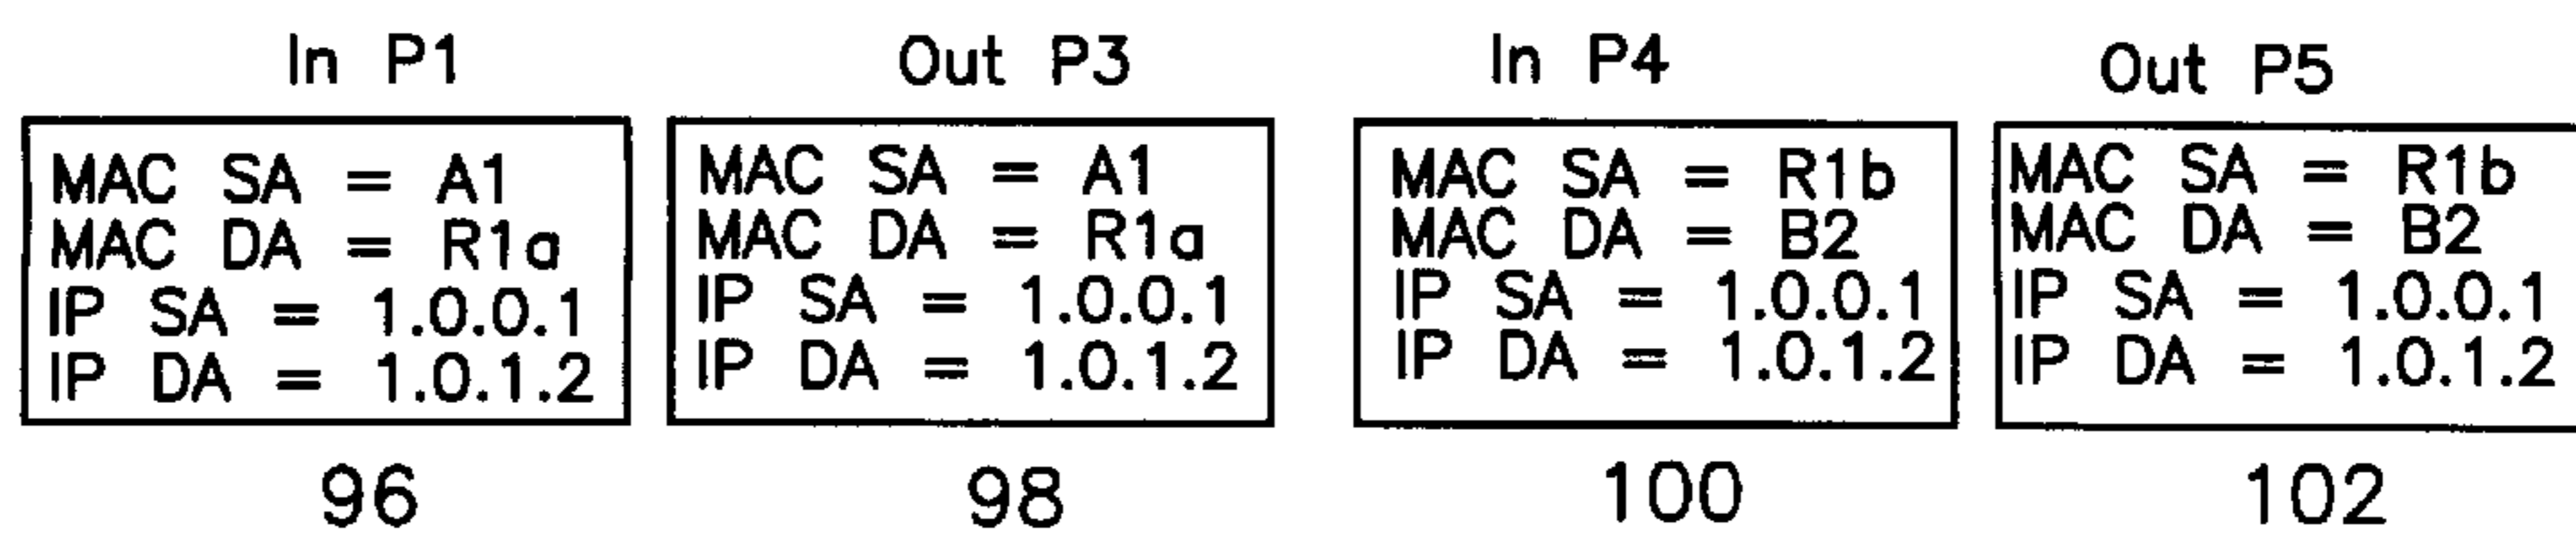 In P1
MAC SA = A1
MAC DA = R1a
IP SA = 1.0.0.1
IP DA = 1.0.1.2
96
Out P3
MAC SA = A1
MAC DA = R1a
IP SA = 1.0.0.1
IP DA = 1.0.1.2
98
In P4
MAC SA = R1b
MAC DA = B2
IP SA = 1.0.0.1
IP DA = 1.0.1.2
100
Out P5
MAC SA = R1b
MAC DA = B2
IP SA = 1.0.0.1
IP DA = 1.0.1.2
102